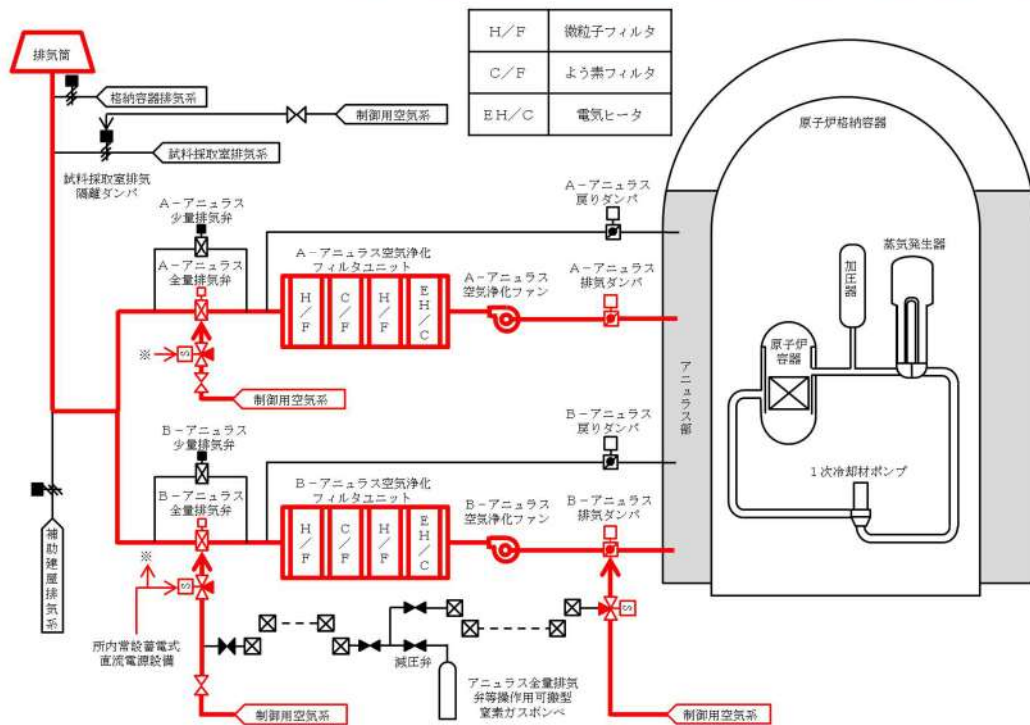 H/F 微粒子フィルタ
C/F よう素フィルタ
EH/C 電気ヒータ
排気筒
格納容器排気系
制御用空気系
試料採取室排気系
試料採取室排気
隔離ダンパ
原子炉格納容器
A-アニュラス
少量排気弁
A-アニュラス
戻りダンパ
A-アニュラス
全量排気弁
A-アニュラス空気浄化
フィルタユニット
A-アニュラス
空気浄化ファン
A-アニュラス
排気ダンパ
H/F
C/F
H/F
EH/C
※
S
制御用空気系
蒸気発生器
加圧器
原子炉
容器
アニュラス部
1次冷却材ポンプ
B-アニュラス
少量排気弁
B-アニュラス
戻りダンパ
B-アニュラス
全量排気弁
B-アニュラス空気浄化
フィルタユニット
B-アニュラス
空気浄化ファン
B-アニュラス
排気ダンパ
H/F
C/F
H/F
EH/C
補助建屋排気系
※
S
S
所内常設蓄電式
直流電源設備
減圧弁
アニュラス全量排気
弁等操作用可搬型
窒素ガスボンベ
制御用空気系
制御用空気系